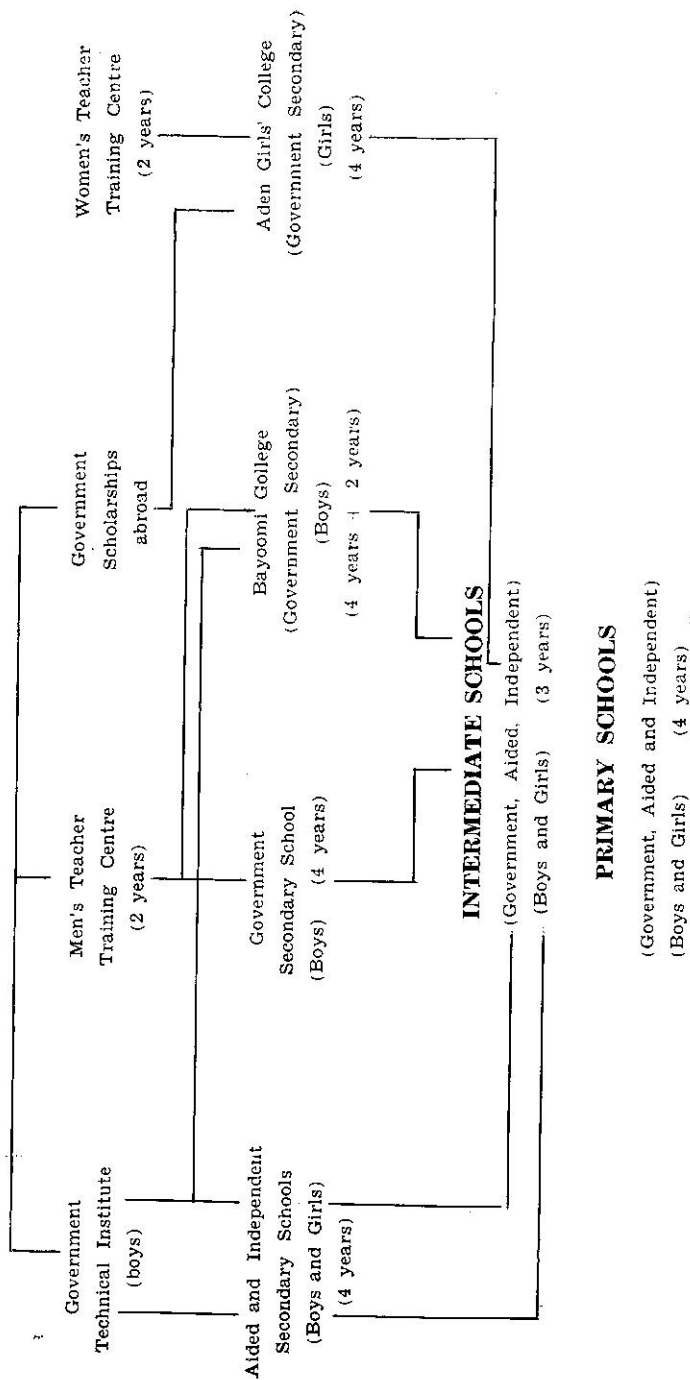 Government
Technical Institute
(boys)
Men's Teacher
Training Centre
(2 years)
Government
Scholarships
abroad
Women's Teacher
Training Centre
(2 years)
Aided and Independent
Secondary Schools
(Boys and Girls)
(4 years)
Government
Secondary School
(Boys) (4 years)
Bayoomi Gollege
(Government Secondary)
(Boys)
(4 years + 2 years)
Aden Girls' College
(Government Secondary)
(Girls)
(4 years)
INTERMEDIATE SCHOOLS
(Government, Aided, Independent)
(Boys and Girls) (3 years)
PRIMARY SCHOOLS
(Government, Aided and Independent)
(Boys and Girls) (4 years)